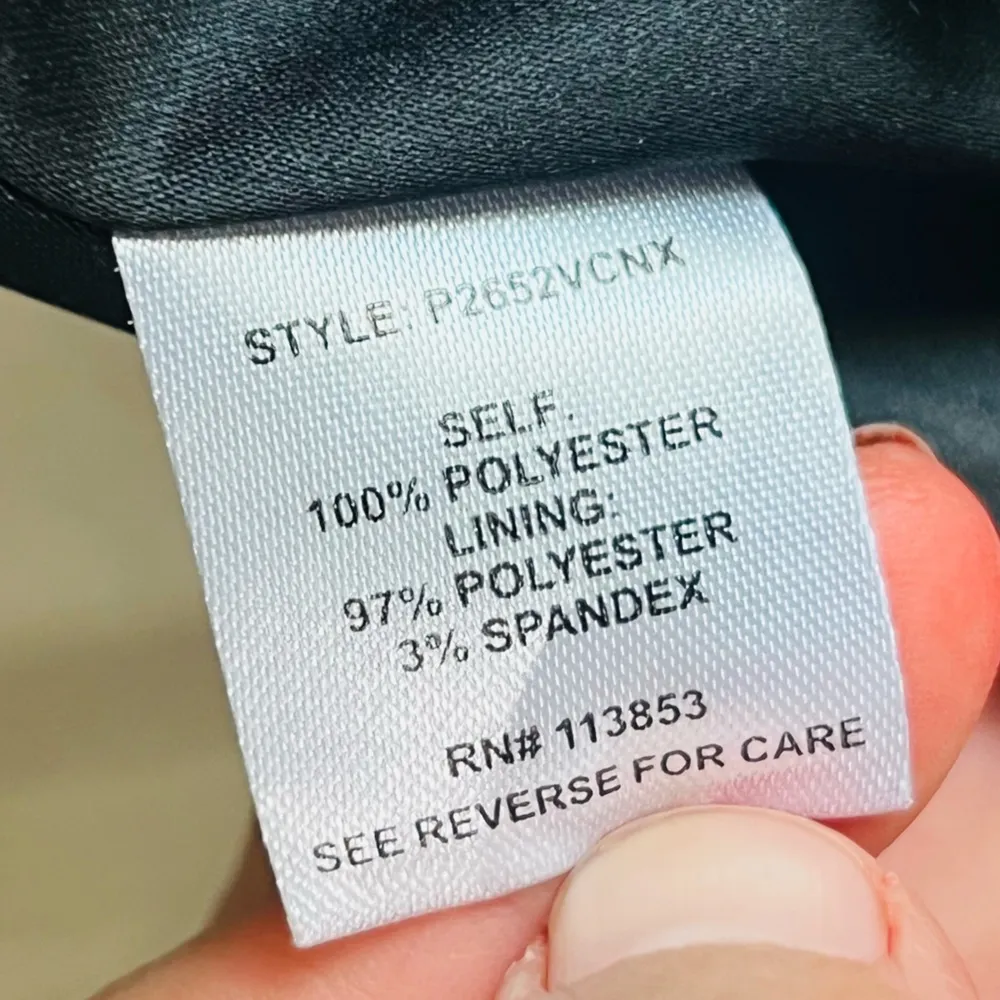 STYLE: P2652VCNX
SELF:
100% POLYESTER
LINING:
97% POLYESTER
3% SPANDEX
RN# 113853
SEE REVERSE FOR CARE